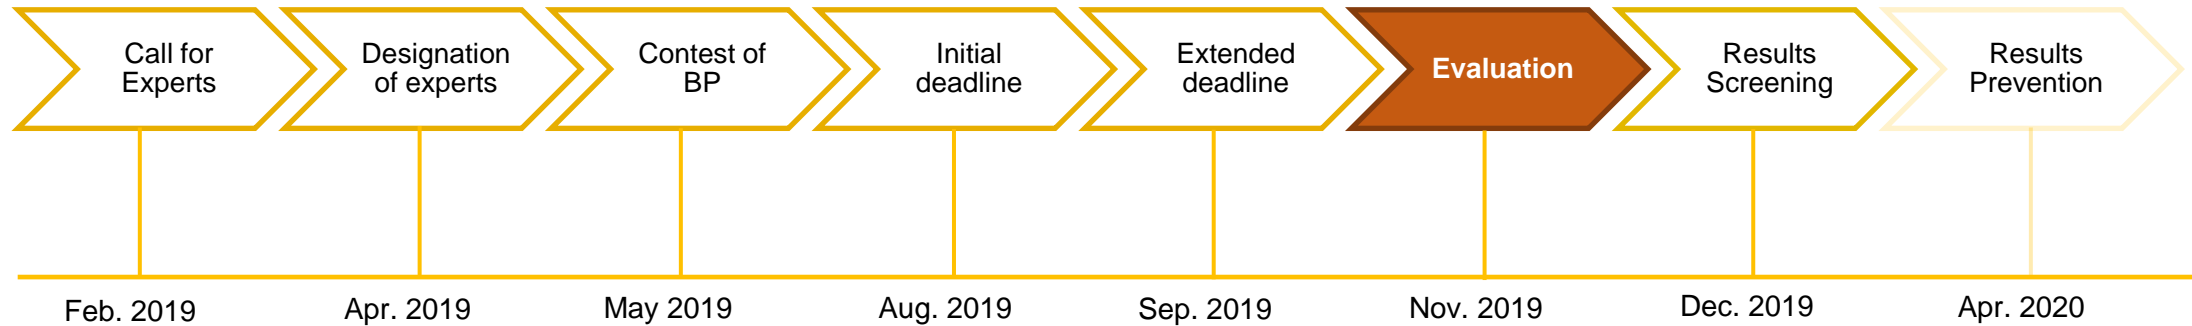 Call for
Experts
Designation
of experts
Contest of
BP
Initial
deadline
Extended
deadline
Evaluation
Results
Screening
Results
Prevention
Feb. 2019
Apr. 2019
May 2019
Aug. 2019
Sep. 2019
Nov. 2019
Dec. 2019
Apr. 2020